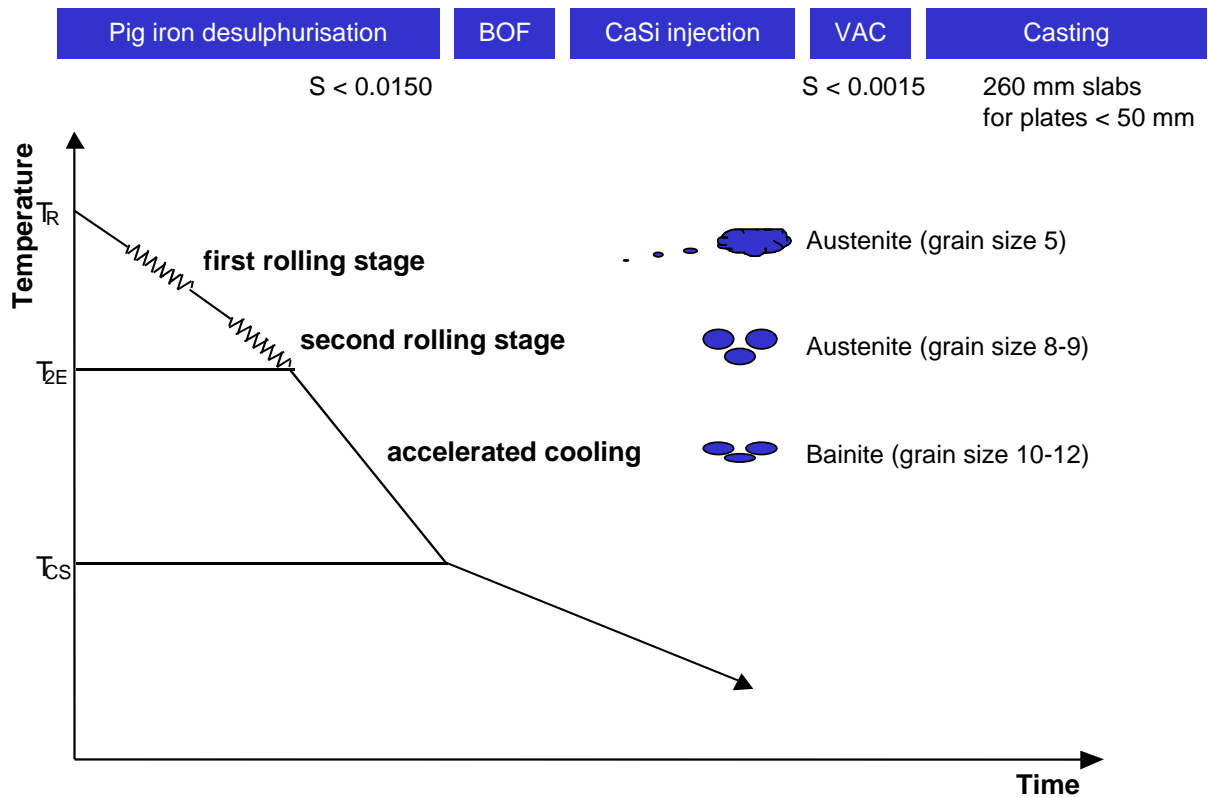 Pig iron desulphurisation
BOF
CaSi injection
VAC
Casting
S < 0.0150
S < 0.0015
260 mm slabs
for plates < 50 mm
Temperature
TR
first rolling stage
Austenite (grain size 5)
second rolling stage
Austenite (grain size 8-9)
T2E
accelerated cooling
Bainite (grain size 10-12)
TCS
Time